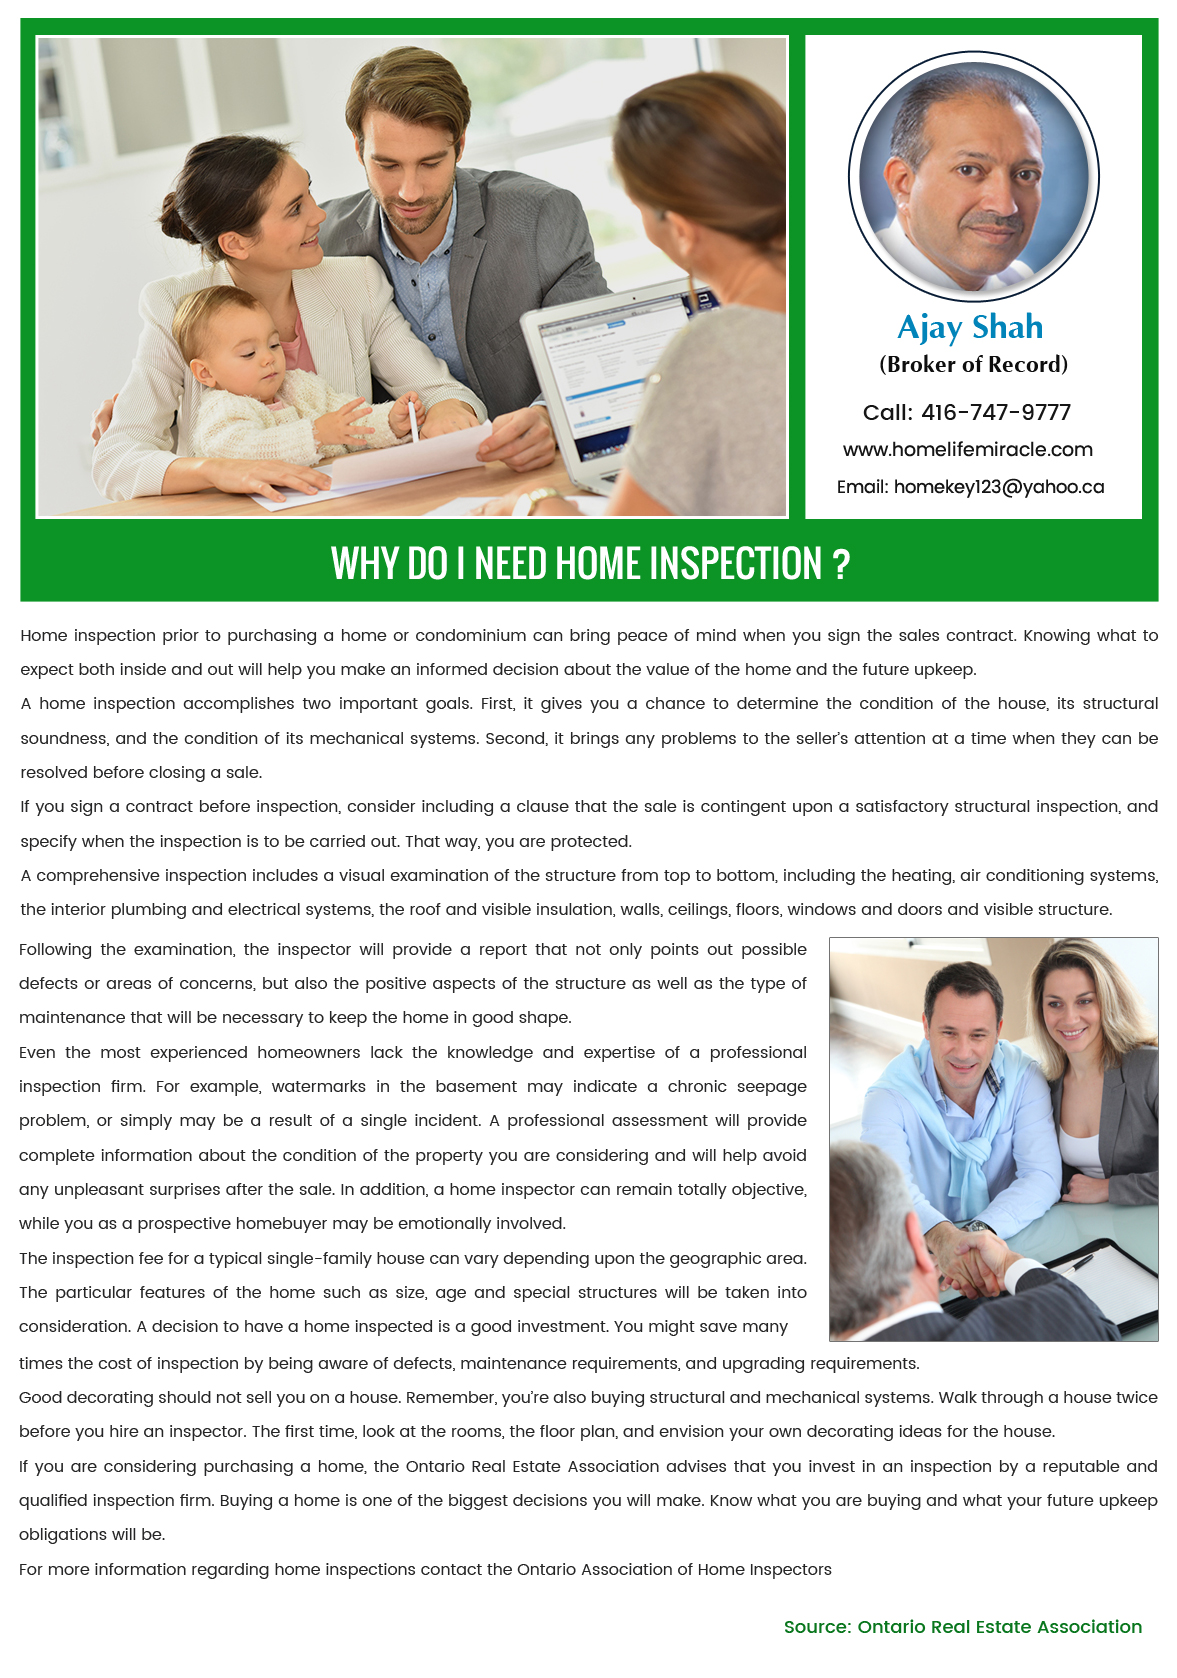 Ajay Shah
(Broker of Record)
Call: 416-747-9777
www.homelifemiracle.com
Email: homekey123@yahoo.ca
WHY DO I NEED HOME INSPECTION ?
Home inspection prior to purchasing a home or condominium can bring peace of mind when you sign the sales contract. Knowing what to
expect both inside and out will help you make an informed decision about the value of the home and the future upkeep.
A home inspection accomplishes two important goals. First, it gives you a chance to determine the condition of the house, its structural
soundness, and the condition of its mechanical systems. Second, it brings any problems to the seller’s attention at a time when they can be
resolved before closing a sale.
If you sign a contract before inspection, consider including a clause that the sale is contingent upon a satisfactory structural inspection, and
specify when the inspection is to be carried out. That way, you are protected.
A comprehensive inspection includes a visual examination of the structure from top to bottom, including the heating, air conditioning systems,
the interior plumbing and electrical systems, the roof and visible insulation, walls, ceilings, floors, windows and doors and visible structure.
Following the examination, the inspector will provide a report that not only points out possible
defects or areas of concerns, but also the positive aspects of the structure as well as the type of
maintenance that will be necessary to keep the home in good shape.
Even the most experienced homeowners lack the knowledge and expertise of a professional
inspection firm. For example, watermarks in the basement may indicate a chronic seepage
problem, or simply may be a result of a single incident. A professional assessment will provide
complete information about the condition of the property you are considering and will help avoid
any unpleasant surprises after the sale. In addition, a home inspector can remain totally objective,
while you as a prospective homebuyer may be emotionally involved.
The inspection fee for a typical single-family house can vary depending upon the geographic area.
The particular features of the home such as size, age and special structures will be taken into
consideration. A decision to have a home inspected is a good investment. You might save many
times the cost of inspection by being aware of defects, maintenance requirements, and upgrading requirements.
Good decorating should not sell you on a house. Remember, you’re also buying structural and mechanical systems. Walk through a house twice
before you hire an inspector. The first time, look at the rooms, the floor plan, and envision your own decorating ideas for the house.
If you are considering purchasing a home, the Ontario Real Estate Association advises that you invest in an inspection by a reputable and
qualified inspection firm. Buying a home is one of the biggest decisions you will make. Know what you are buying and what your future upkeep
obligations will be.
For more information regarding home inspections contact the Ontario Association of Home Inspectors
Source: Ontario Real Estate Association